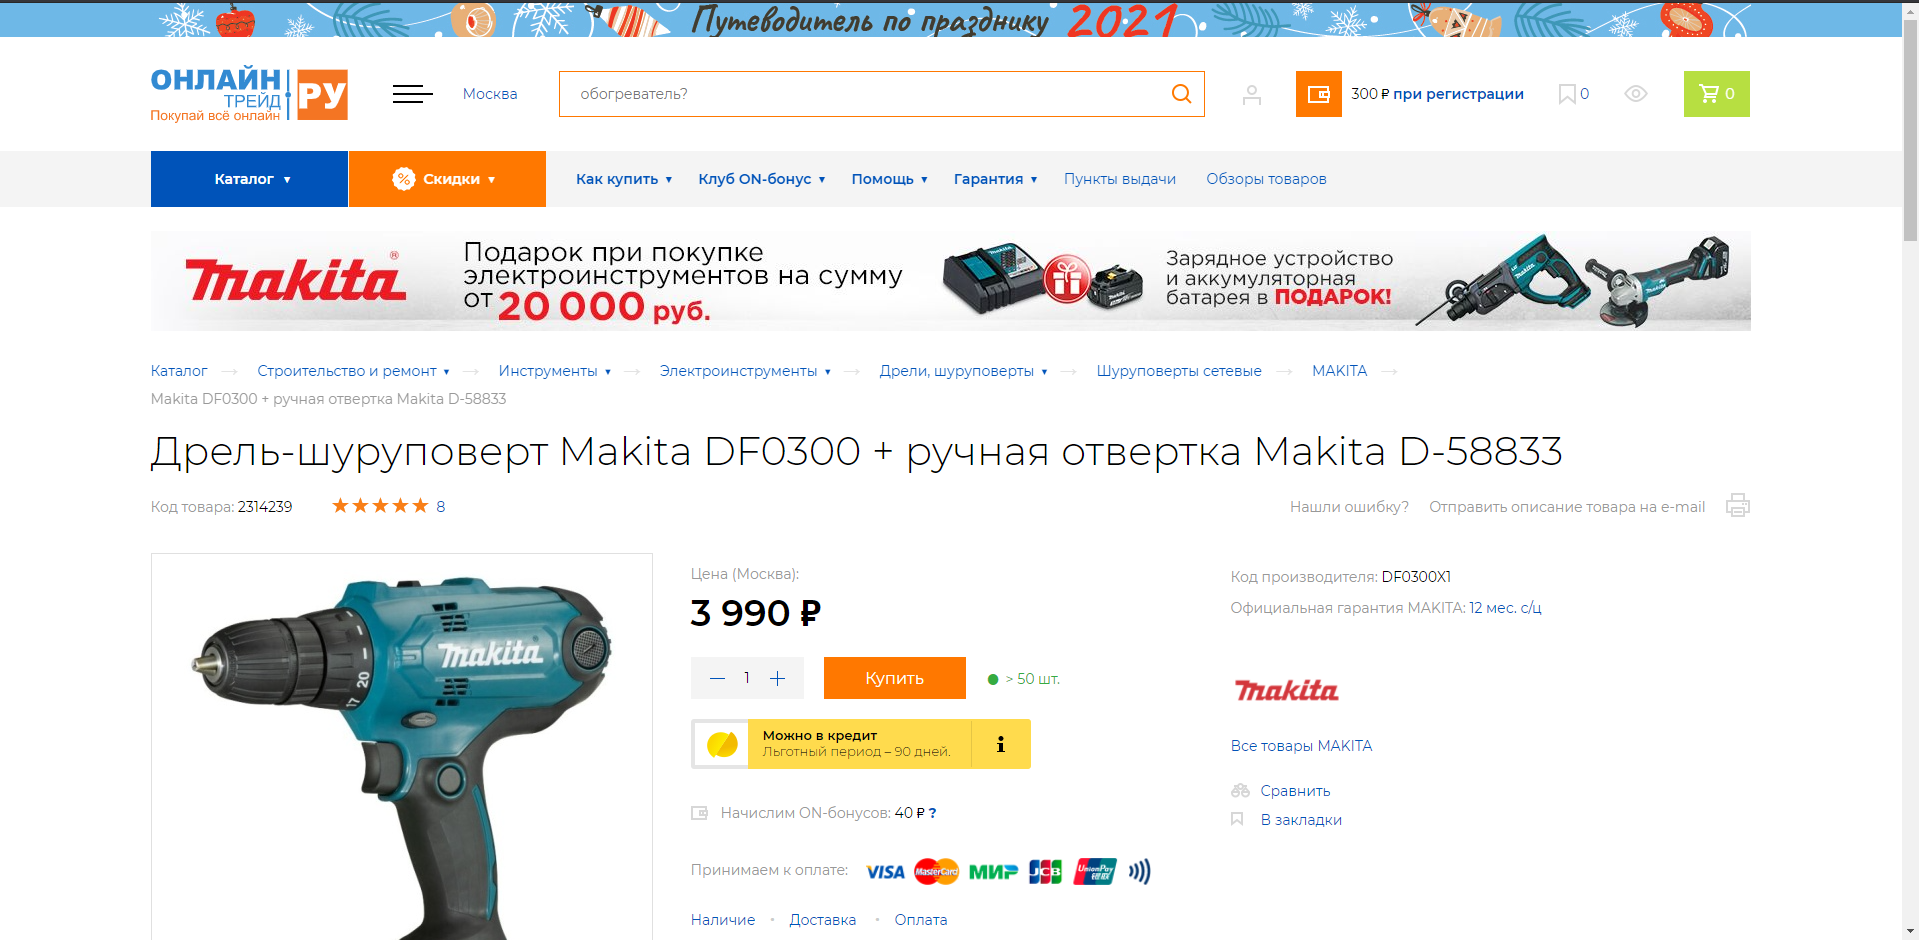 Путеводитель по празднику 2021
ОНЛАЙН
ТРЕЙД
РУ
Покупай всё онлайн
Москва
обогреватель?
300 ₽ при регистрации
0
0
Каталог ▼
% Скидки ▼
Как купить ▼
Клуб ON-бонус ▼
Помощь ▼
Гарантия ▼
Пункты выдачи
Обзоры товаров
makita®
Подарок при покупке
электроинструментов на сумму
от 20 000 руб.
Зарядное устройство
и аккумуляторная
батарея в ПОДАРОК!
Каталог → Строительство и ремонт ▼ → Инструменты ▼ → Электроинструменты ▼ → Дрели, шуруповерты ▼ → Шуруповерты сетевые → MAKITA →
Makita DF0300 + ручная отвертка Makita D-58833
Дрель-шуруповерт Makita DF0300 + ручная отвертка Makita D-58833
Код товара: 2314239
★★★★★ 8
Нашли ошибку?
Отправить описание товара на e-mail
makita
20
17
Цена (Москва):
3 990 ₽
— 1 +
Купить
> 50 шт.
Можно в кредит
Льготный период – 90 дней.
i
Начислим ON-бонусов: 40 ₽ ?
Принимаем к оплате:
VISA MasterCard МИР JCB UnionPay 银联
Наличие • Доставка • Оплата
Код производителя: DF0300X1
Официальная гарантия MAKITA: 12 мес. с/ц
makita
Все товары MAKITA
Сравнить
В закладки